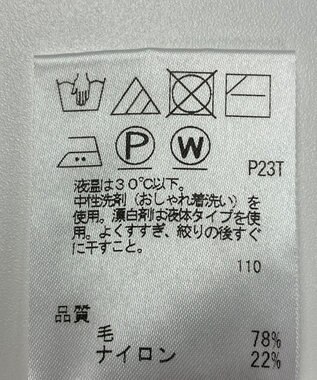 P W
P23T
液温は30℃以下。
中性洗剤(おしゃれ着洗い)を
使用。漂白剤は液体タイプを使
用。よくすすぎ、絞りの後すぐ
に干すこと。
110
品質
毛 78%
ナイロン 22%